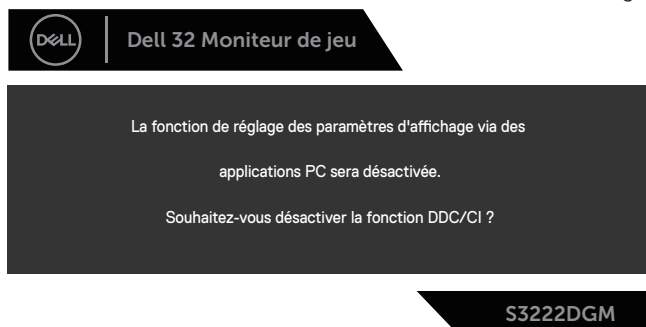 DELL
Dell 32 Moniteur de jeu
La fonction de réglage des paramètres d'affichage via des
applications PC sera désactivée.
Souhaitez-vous désactiver la fonction DDC/CI ?
S3222DGM